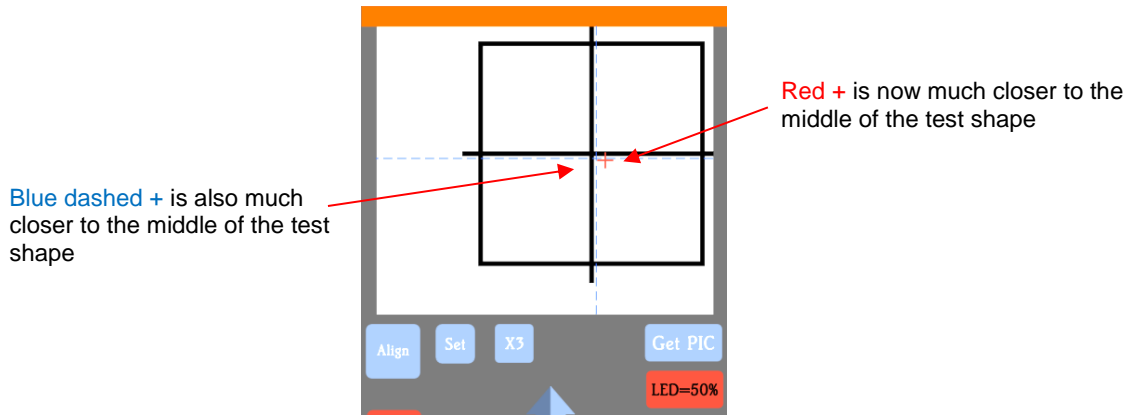 Red + is now much closer to the
middle of the test shape
Blue dashed + is also much
closer to the middle of the test
shape
Align
Set
X3
Get PIC
LED=50%